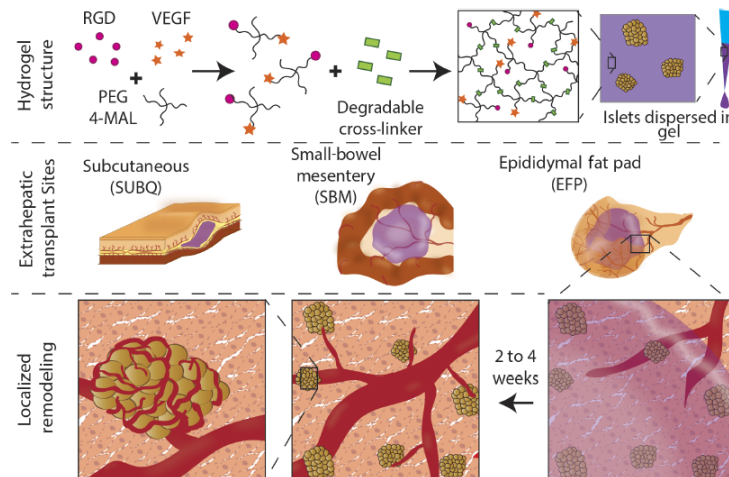 Hydrogel
structure
RGD
VEGF
PEG
4-MAL
Degradable
cross-linker
Islets dispersed in
gel
Extrahepatic
transplant Sites
Subcutaneous
(SUBQ)
Small-bowel
mesentery
(SBM)
Epididymal fat pad
(EFP)
Localized
remodeling
2 to 4
weeks